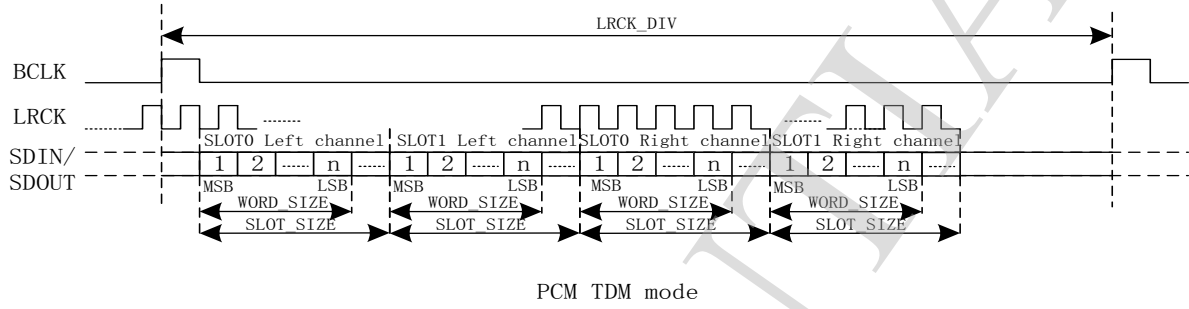 LRCK_DIV
BCLK
LRCK
SLOT0 Left channel SLOT1 Left channel SLOT0 Right channel SLOT1 Right channel
SDIN/
SDOUT
1 2 n 1 2 n 1 2 n 1 2 n
MSB LSB MSB LSB MSB LSB MSB LSB
WORD_SIZE WORD_SIZE WORD_SIZE WORD_SIZE
SLOT_SIZE SLOT_SIZE SLOT_SIZE SLOT_SIZE
PCM TDM mode